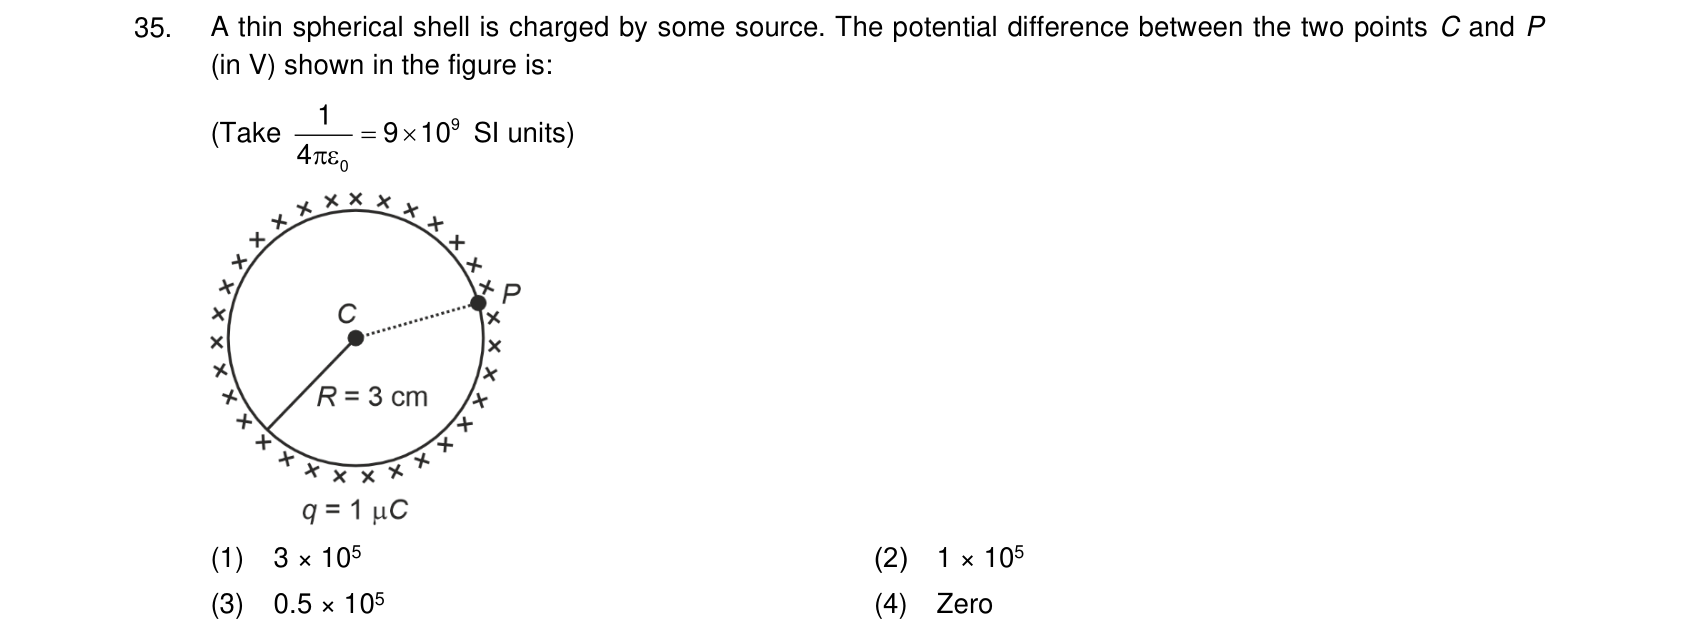 35. A thin spherical shell is charged by some source. The potential difference between the two points C and P
(in V) shown in the figure is:
(Take 1/4πε₀ = 9×10⁹ SI units)
P
C
R = 3 cm
q = 1 μC
(1) 3 × 10⁵ (2) 1 × 10⁵
(3) 0.5 × 10⁵ (4) Zero